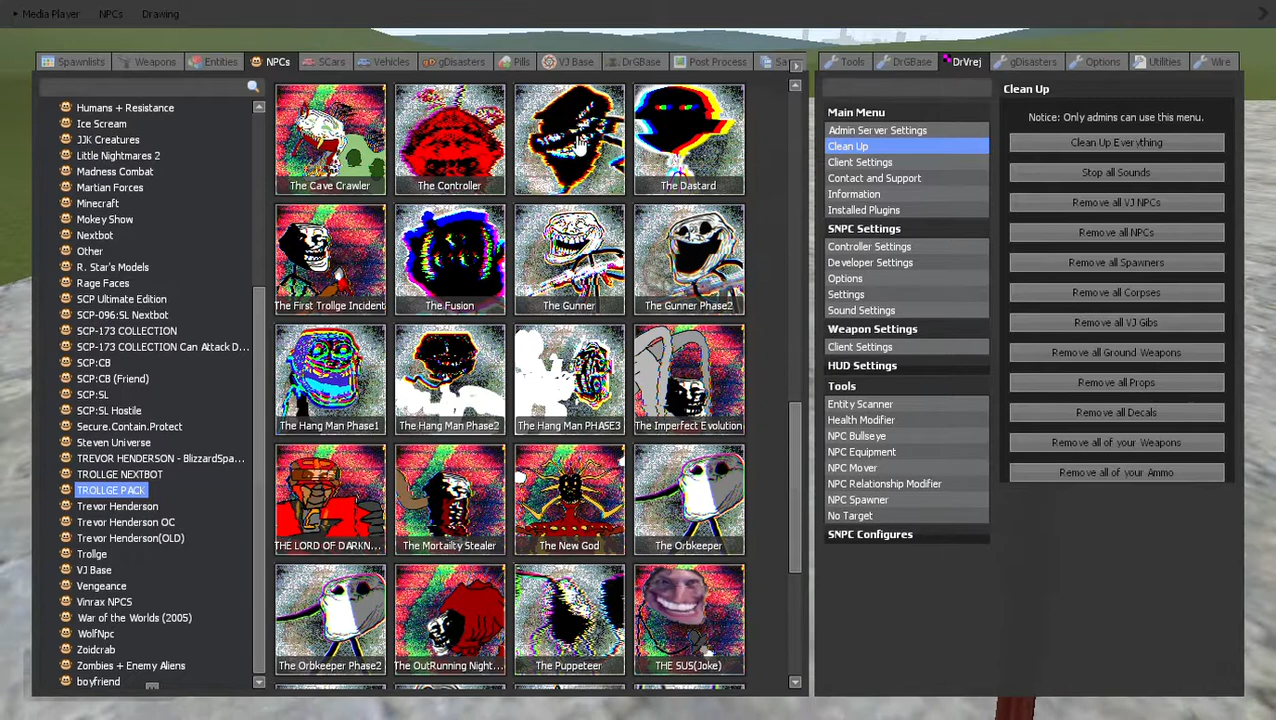 Media Player NPCs Drawing
Spawnlists Weapons Entities NPCs SCars Vehicles gDisasters Pills VJ Base DrGBase Post Process Sa
Humans + Resistance
Ice Scream
JJK Creatures
Little Nightmares 2
Madness Combat
Martian Forces
Minecraft
Mokey Show
Nextbot
Other
R. Star's Models
Rage Faces
SCP Ultimate Edition
SCP-096:SL Nextbot
SCP-173 COLLECTION
SCP-173 COLLECTION Can Attack D...
SCP:CB
SCP:CB (Friend)
SCP:SL
SCP:SL Hostile
Secure.Contain.Protect
Steven Universe
TREVOR HENDERSON - BlizzardSpa...
TROLLGE NEXTBOT
TROLLGE PACK
Trevor Henderson
Trevor Henderson OC
Trevor Henderson(OLD)
Trollge
VJ Base
Vengeance
Vinrax NPCS
War of the Worlds (2005)
WolfNpc
Zoidcrab
Zombies + Enemy Aliens
boyfriend
The Cave Crawler The Controller The Dastard
The First Trollge Incident The Fusion The Gunner The Gunner Phase2
The Hang Man Phase1 The Hang Man Phase2 The Hang Man PHASE3 The Imperfect Evolution
THE LORD OF DARKN... The Mortailty Stealer The New God The Orbkeeper
The Orbkeeper Phase2 The OutRunning Night... The Puppeteer THE SUS(Joke)
Tools DrGBase DrVrej gDisasters Options Utilities Wire
Main Menu
Admin Server Settings
Clean Up
Client Settings
Contact and Support
Information
Installed Plugins
SNPC Settings
Controller Settings
Developer Settings
Options
Settings
Sound Settings
Weapon Settings
Client Settings
HUD Settings
Tools
Entity Scanner
Health Modifier
NPC Bullseye
NPC Equipment
NPC Mover
NPC Relationship Modifier
NPC Spawner
No Target
SNPC Configures
Clean Up
Notice: Only admins can use this menu.
Clean Up Everything
Stop all Sounds
Remove all VJ NPCs
Remove all NPCs
Remove all Spawners
Remove all Corpses
Remove all VJ Gibs
Remove all Ground Weapons
Remove all Props
Remove all Decals
Remove all of your Weapons
Remove all of your Ammo